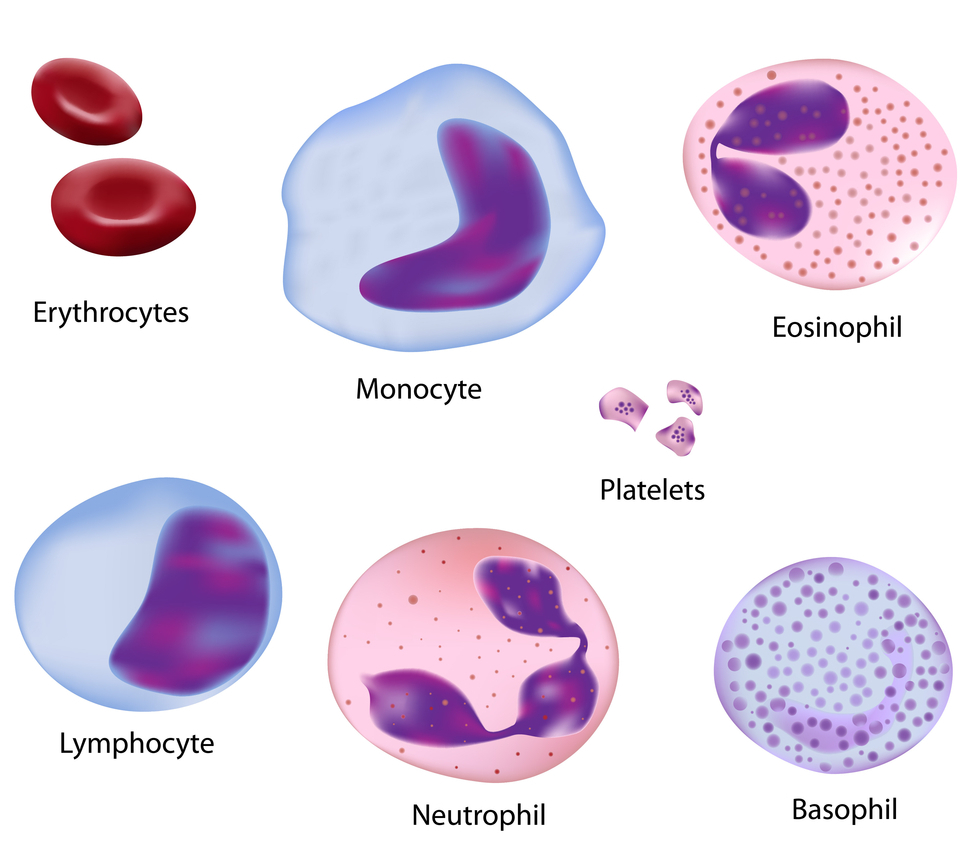 Erythrocytes
Eosinophil
Monocyte
Platelets
Lymphocyte
Neutrophil
Basophil